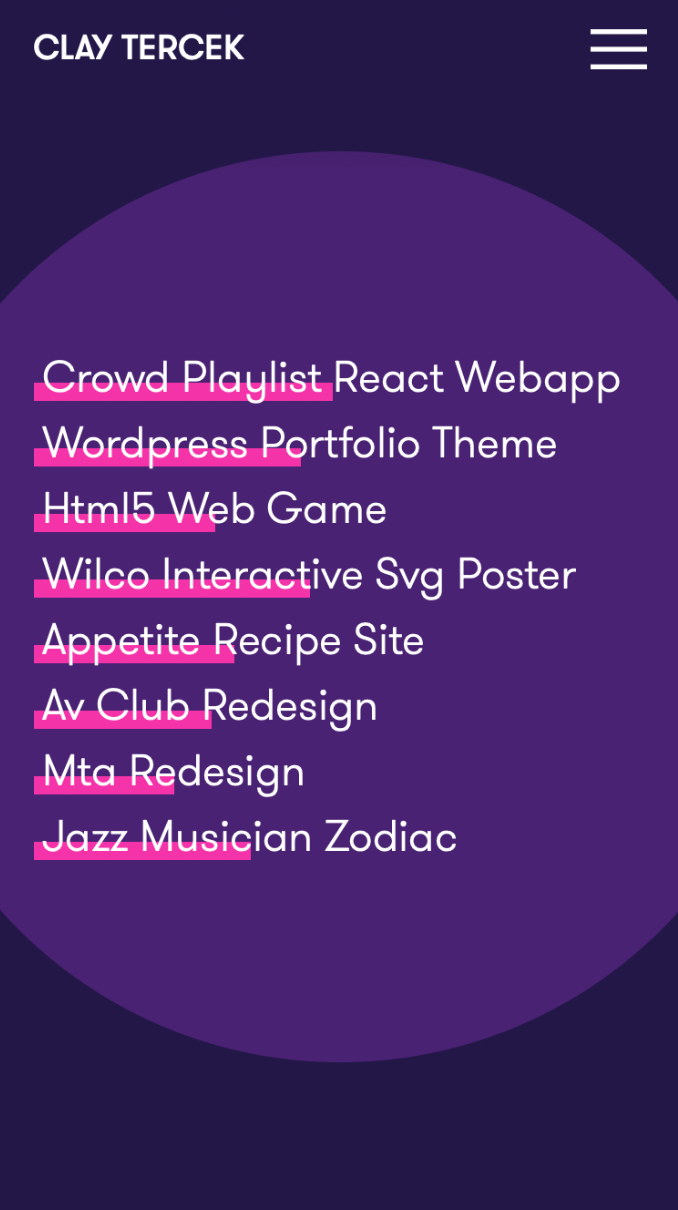 CLAY TERCEK
Crowd Playlist React Webapp
Wordpress Portfolio Theme
Html5 Web Game
Wilco Interactive Svg Poster
Appetite Recipe Site
Av Club Redesign
Mta Redesign
Jazz Musician Zodiac